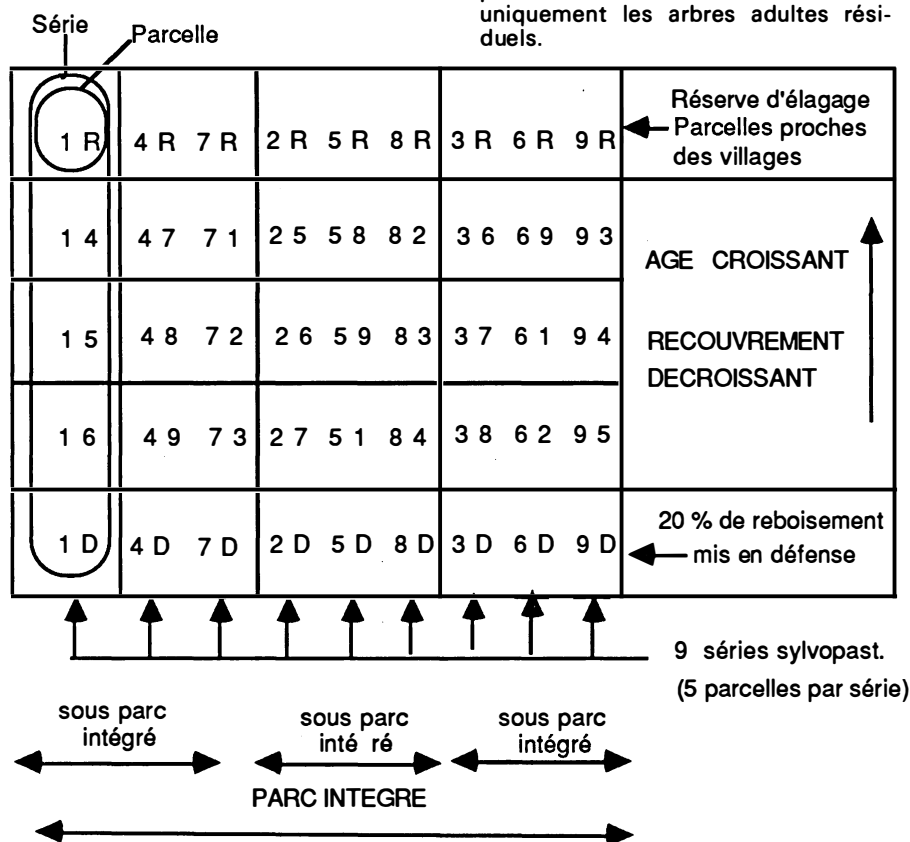 uniquement les arbres adultes rési-
duels.
Série
Parcelle
1 R 4 R 7 R 2 R 5 R 8 R 3 R 6 R 9 R
Réserve d'élagage
Parcelles proches
des villages
1 4 4 7 7 1 2 5 5 8 8 2 3 6 6 9 9 3
AGE CROISSANT
1 5 4 8 7 2 2 6 5 9 8 3 3 7 6 1 9 4
RECOUVREMENT
DECROISSANT
1 6 4 9 7 3 2 7 5 1 8 4 3 8 6 2 9 5
1 D 4 D 7 D 2 D 5 D 8 D 3 D 6 D 9 D
20 % de reboisement
mis en défense
9 séries sylvopast.
(5 parcelles par série)
sous parc
intégré
sous parc
inté ré
sous parc
intégré
PARC INTEGRE